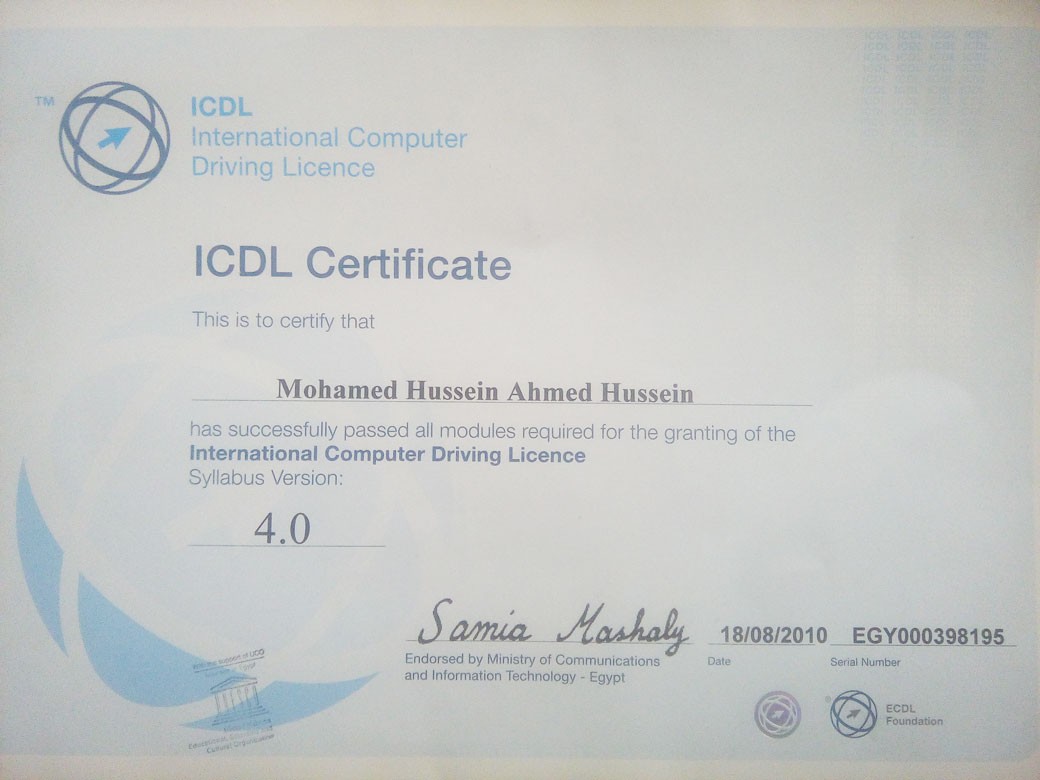 TM
ICDL
International Computer
Driving Licence
ICDL Certificate
This is to certify that
Mohamed Hussein Ahmed Hussein
has successfully passed all modules required for the granting of the
International Computer Driving Licence
Syllabus Version:
4.0
Samia Mashaly
18/08/2010
EGY000398195
Endorsed by Ministry of Communications
and Information Technology - Egypt
Date
Serial Number
Cultural Organization
ECDL
Foundation